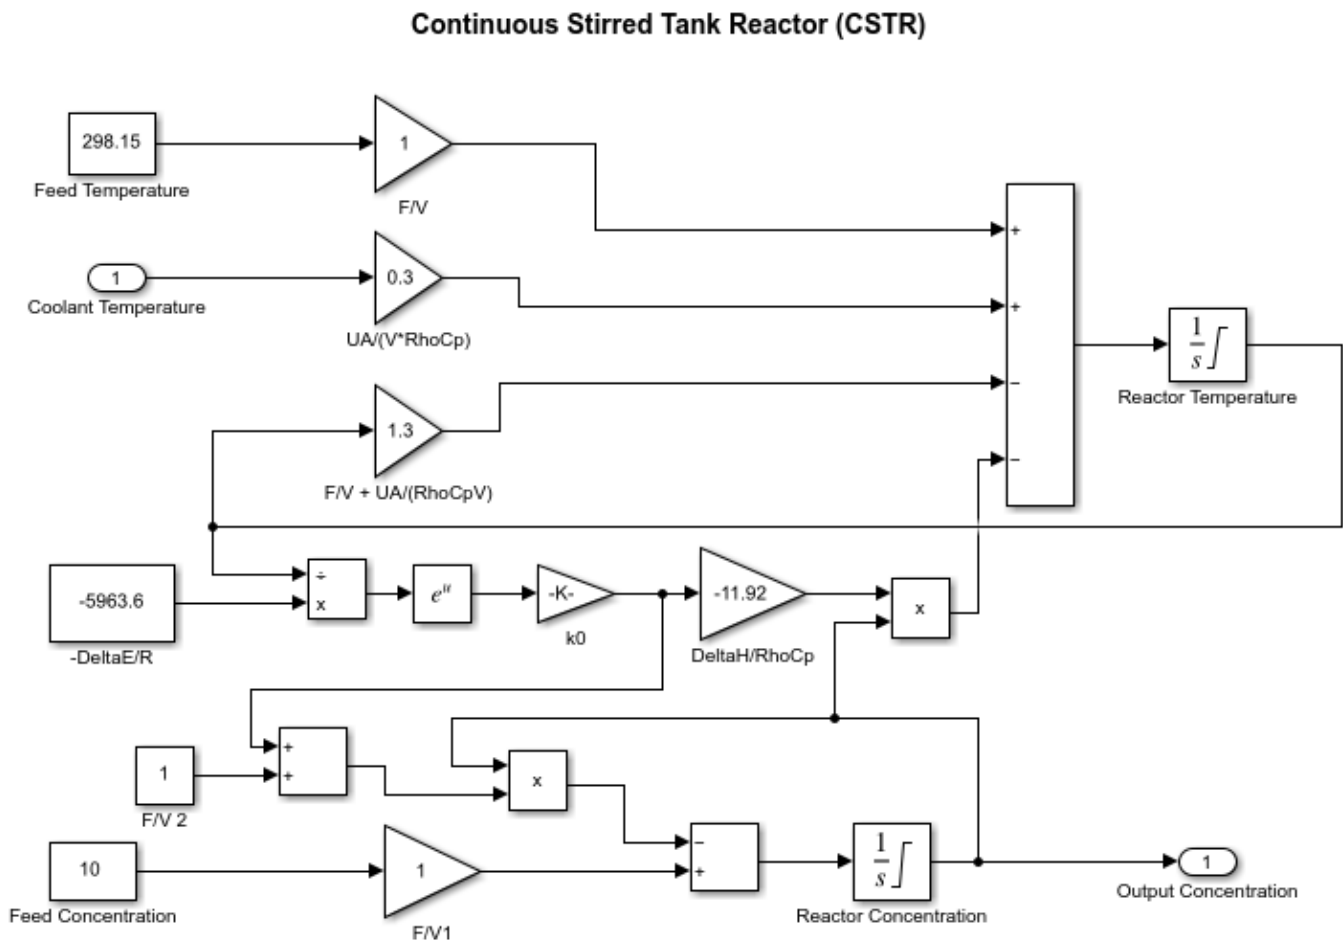 Continuous Stirred Tank Reactor (CSTR)
298.15
Feed Temperature
1
F/V
+
1
Coolant Temperature
0.3
UA/(V*RhoCp)
+
1.3
F/V + UA/(RhoCpV)
−
−
1
s
Reactor Temperature
-5963.6
-DeltaE/R
÷
x
eᵘ
-K-
k0
-11.92
DeltaH/RhoCp
x
1
F/V 2
+
+
x
10
Feed Concentration
1
F/V1
−
+
1
s
Reactor Concentration
1
Output Concentration